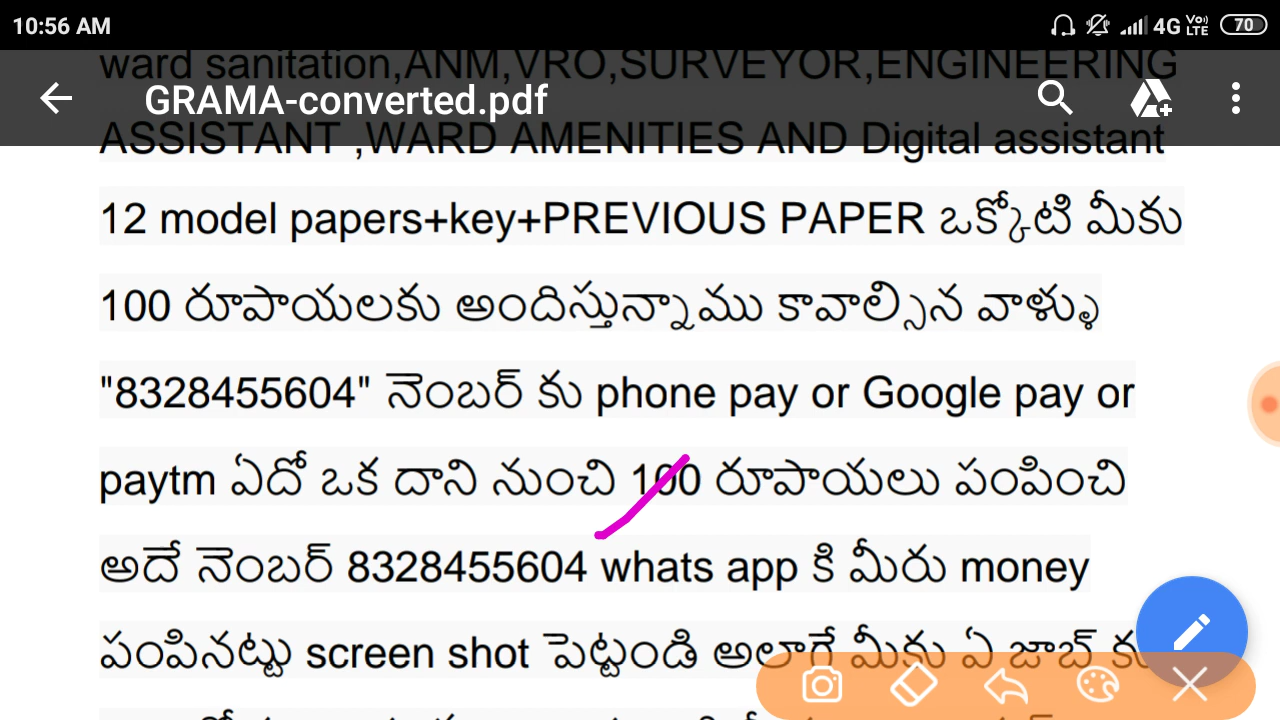 10:56 AM 4G Vo) LTE 70
ward sanitation,ANM,VRO,SURVEYOR,ENGINEERING
GRAMA-converted.pdf
ASSISTANT ,WARD AMENITIES AND Digital assistant
12 model papers+key+PREVIOUS PAPER ఒక్కోటి మీకు
100 రూపాయలకు అందిస్తున్నాము కావాల్సిన వాళ్ళు
"8328455604" నెంబర్ కు phone pay or Google pay or
paytm ఏదో ఒక దాని నుంచి 100 రూపాయలు పంపించి
అదే నెంబర్ 8328455604 whats app కి మీరు money
పంపినట్టు screen shot పెట్టండి అలాగే మీకు ఏ జాబ్